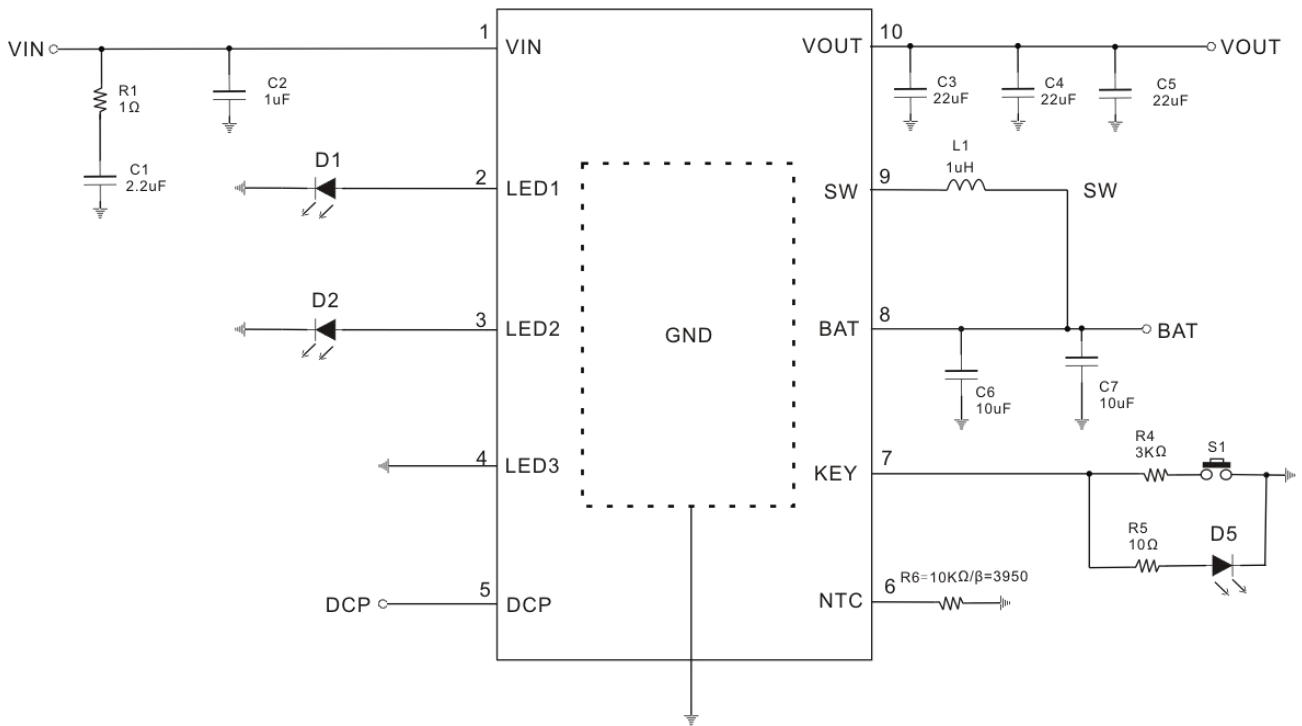 1
10
VIN
VIN
VOUT
VOUT
R1
1Ω
C2
1uF
C3
22uF
C4
22uF
C5
22uF
C1
2.2uF
D1
2
LED1
L1
1uH
9
SW
SW
D2
3
LED2
GND
8
BAT
BAT
C6
10uF
C7
10uF
4
LED3
7
KEY
R4
3KΩ
S1
R5
10Ω
D5
5
DCP
DCP
R6=10KΩ/β=3950
6
NTC